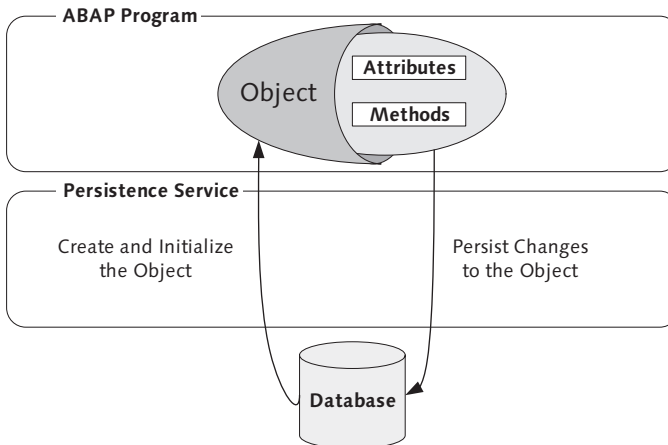 ABAP Program
Object
Attributes
Methods
Persistence Service
Create and Initialize
the Object
Persist Changes
to the Object
Database